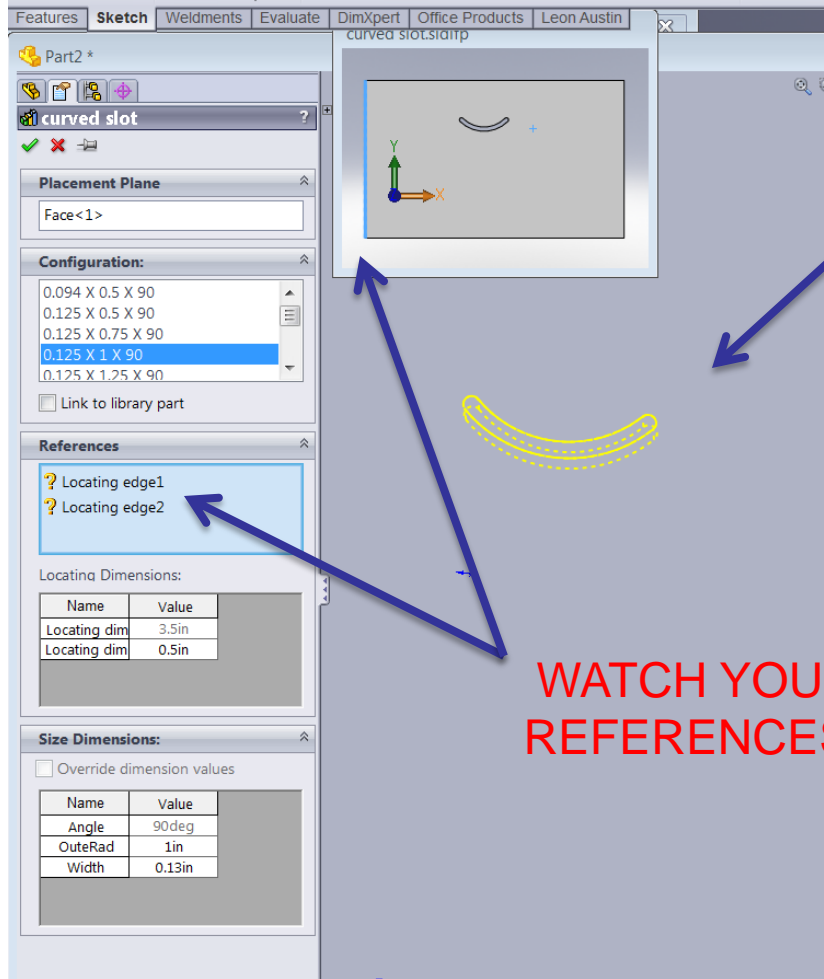 Features Sketch Weldments Evaluate DimXpert Office Products Leon Austin
curved slot.sldlfp
Part2 *
curved slot ?
Y
X
Placement Plane
Face<1>
Configuration:
0.094 X 0.5 X 90
0.125 X 0.5 X 90
0.125 X 0.75 X 90
0.125 X 1 X 90
0.125 X 1.25 X 90
Link to library part
References
? Locating edge1
? Locating edge2
Locating Dimensions:
Name Value
Locating dim 3.5in
Locating dim 0.5in
WATCH YOU
REFERENCES
Size Dimensions:
Override dimension values
Name Value
Angle 90deg
OuteRad 1in
Width 0.13in